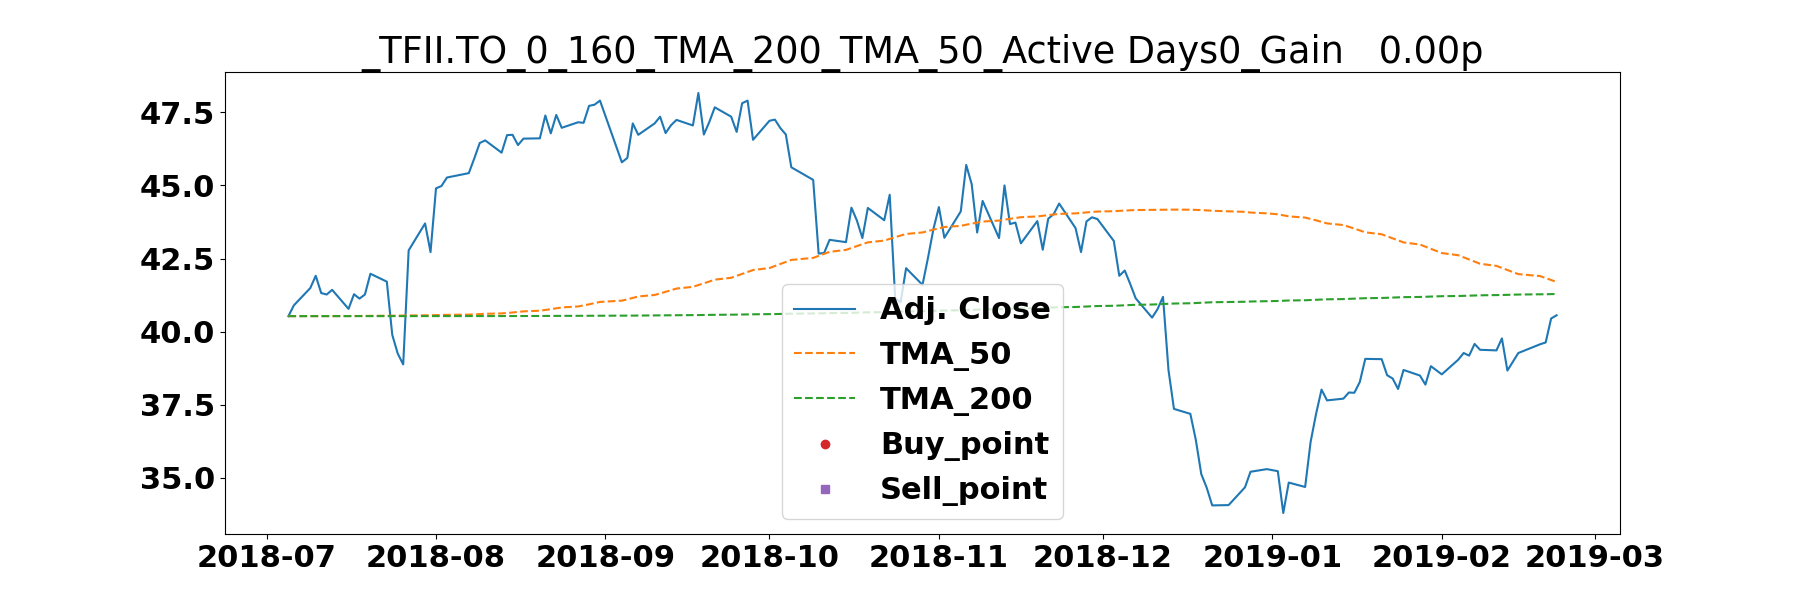 _TFII.TO_0_160_TMA_200_TMA_50_Active Days0_Gain   0.00p
47.5
45.0
42.5
40.0
37.5
35.0
Adj. Close
TMA_50
TMA_200
Buy_point
Sell_point
2018-07 2018-08 2018-09 2018-10 2018-11 2018-12 2019-01 2019-02 2019-03